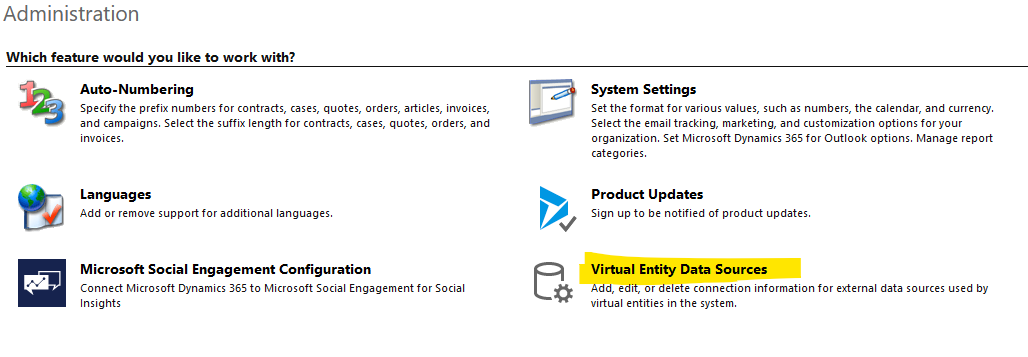 Administration
Which feature would you like to work with?
Auto-Numbering
Specify the prefix numbers for contracts, cases, quotes, orders, articles, invoices,
and campaigns. Select the suffix length for contracts, cases, quotes, orders, and
invoices.
System Settings
Set the format for various values, such as numbers, the calendar, and currency.
Select the email tracking, marketing, and customization options for your
organization. Set Microsoft Dynamics 365 for Outlook options. Manage report
categories.
Languages
Add or remove support for additional languages.
Product Updates
Sign up to be notified of product updates.
Microsoft Social Engagement Configuration
Connect Microsoft Dynamics 365 to Microsoft Social Engagement for Social
Insights
Virtual Entity Data Sources
Add, edit, or delete connection information for external data sources used by
virtual entities in the system.